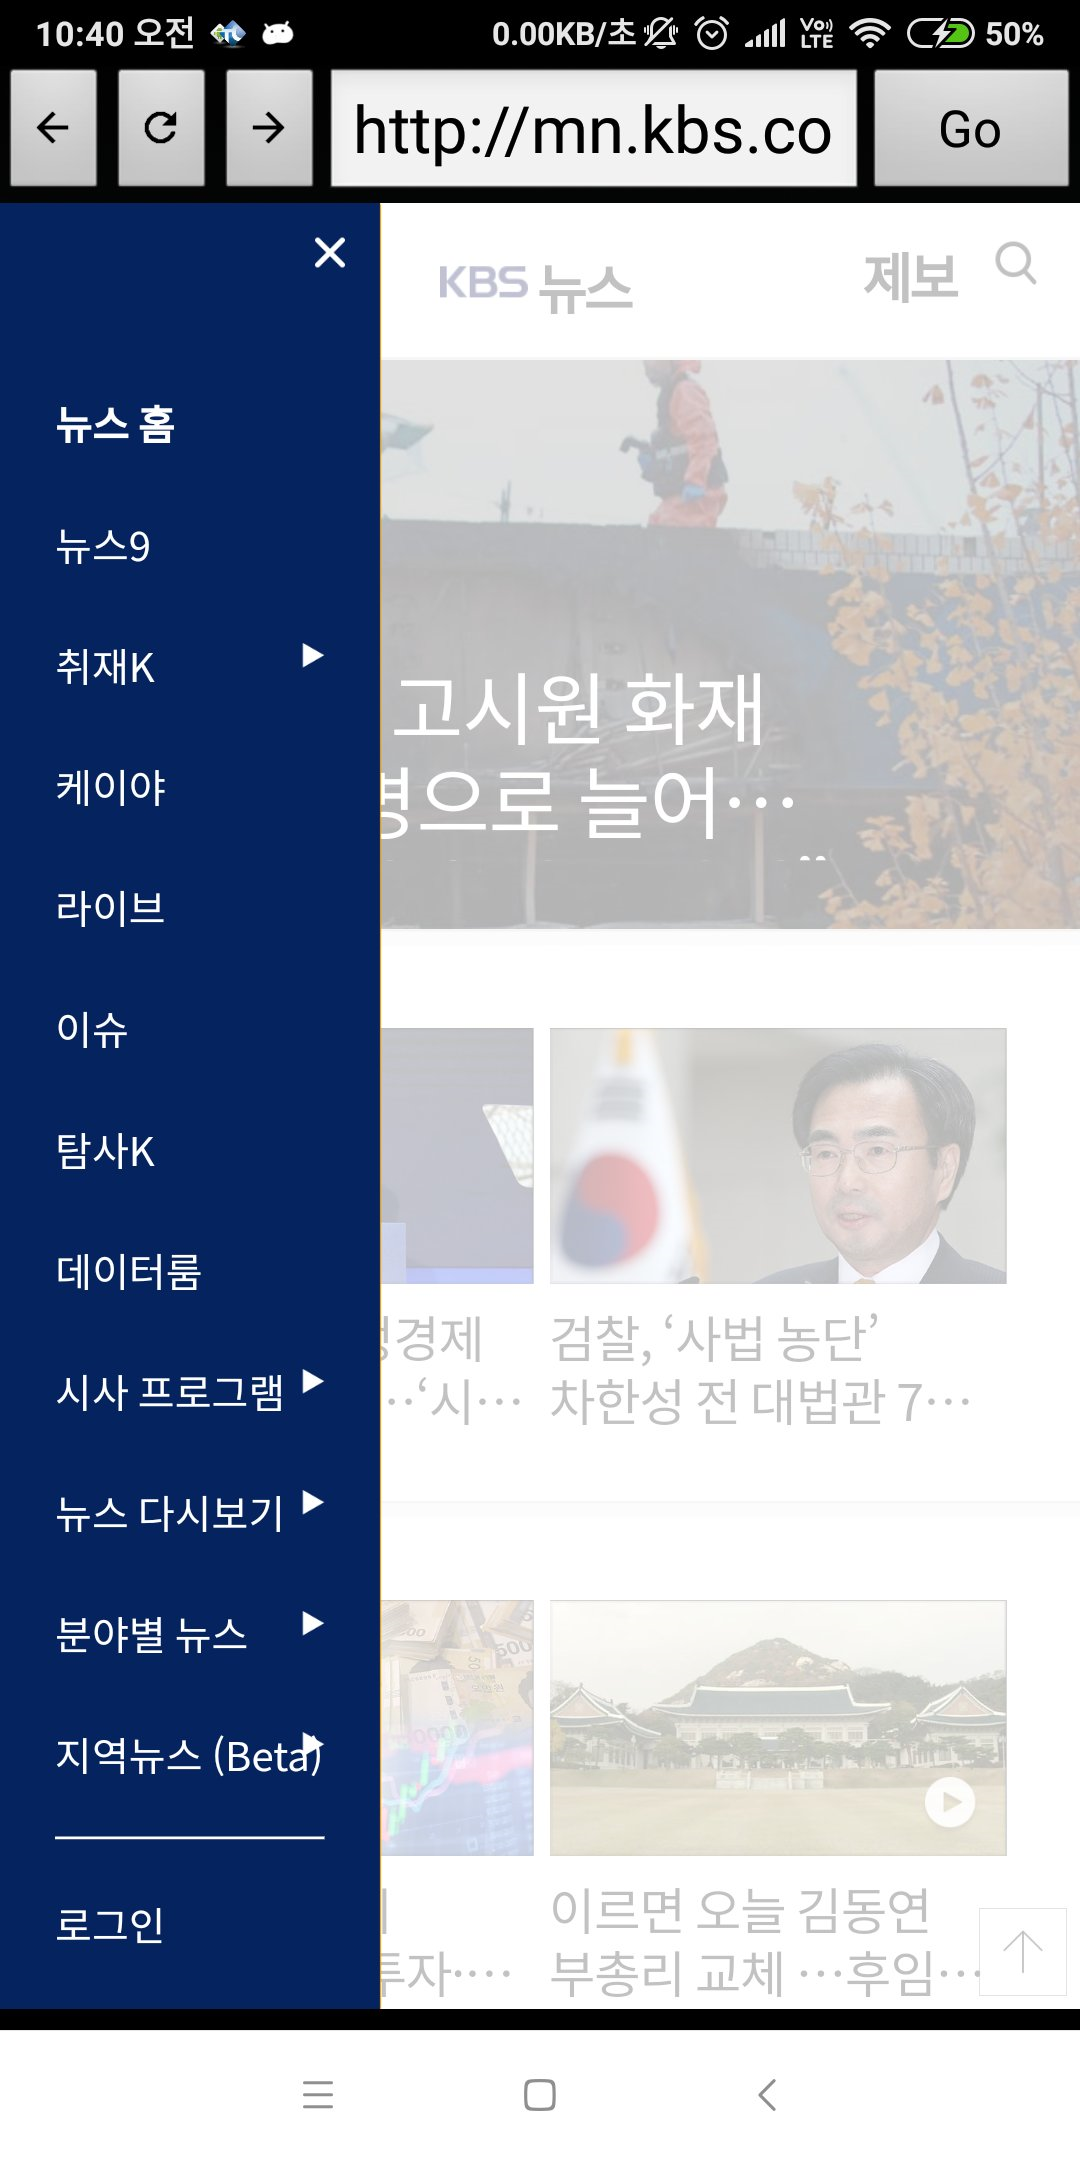 10:40 오전
0.00KB/초
VoLTE
50%
http://mn.kbs.co
Go
KBS 뉴스
제보
뉴스 홈
뉴스9
취재K
케이야
라이브
이슈
탐사K
데이터룸
시사 프로그램
뉴스 다시보기
분야별 뉴스
지역뉴스 (Beta)
로그인
고시원 화재
명으로 늘어…
경제
…‘시…
검찰, ‘사법 농단’
차한성 전 대법관 7…
투자…
이르면 오늘 김동연
부총리 교체 …후임…